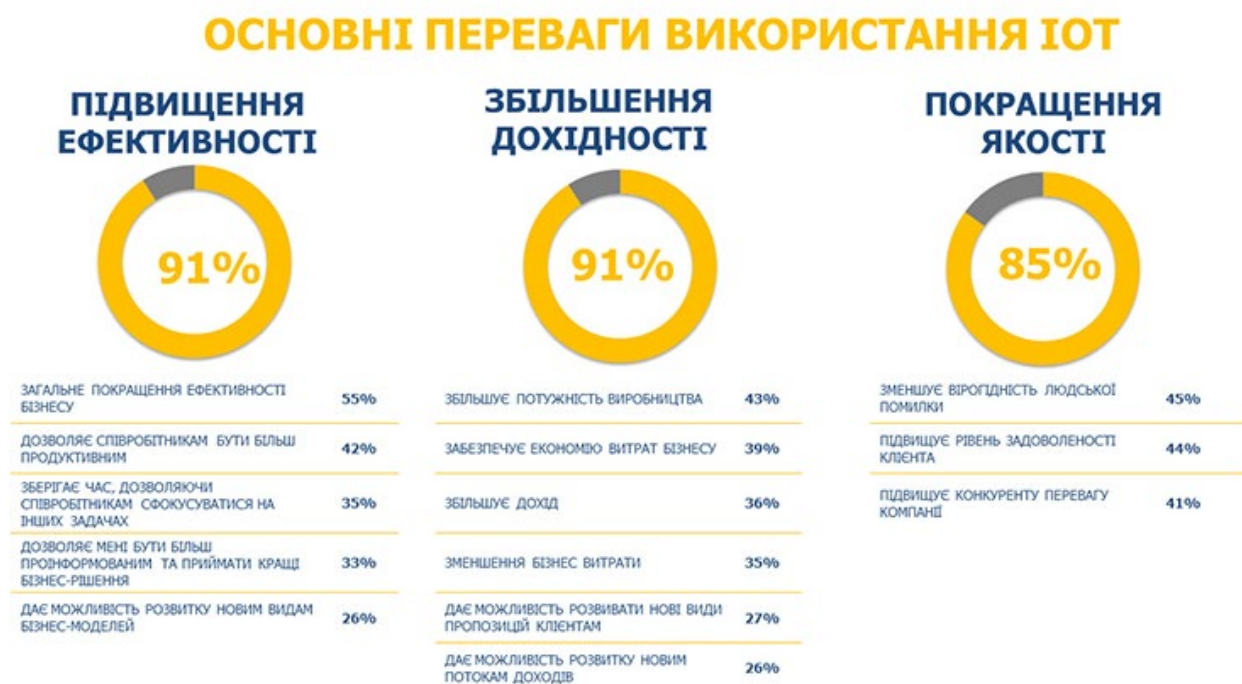 ОСНОВНІ ПЕРЕВАГИ ВИКОРИСТАННЯ ІОТ
ПІДВИЩЕННЯ
ЕФЕКТИВНОСТІ
91%
ЗАГАЛЬНЕ ПОКРАЩЕННЯ ЕФЕКТИВНОСТІ
БІЗНЕСУ
55%
ДОЗВОЛЯЄ СПІВРОБІТНИКАМ БУТИ БІЛЬШ
ПРОДУКТИВНИМ
42%
ЗБЕРІГАЄ ЧАС, ДОЗВОЛЯЮЧИ
СПІВРОБІТНИКАМ СФОКУСУВАТИСЯ НА
ІНШИХ ЗАДАЧАХ
35%
ДОЗВОЛЯЄ МЕНІ БУТИ БІЛЬШ
ПРОІНФОРМОВАНИМ ТА ПРИЙМАТИ КРАЩІ
БІЗНЕС-РІШЕННЯ
33%
ДАЄ МОЖЛИВІСТЬ РОЗВИТКУ НОВИМ ВИДАМ
БІЗНЕС-МОДЕЛЕЙ
26%
ЗБІЛЬШЕННЯ
ДОХІДНОСТІ
91%
ЗБІЛЬШУЄ ПОТУЖНІСТЬ ВИРОБНИЦТВА
43%
ЗАБЕЗПЕЧУЄ ЕКОНОМІЮ ВИТРАТ БІЗНЕСУ
39%
ЗБІЛЬШУЄ ДОХІД
36%
ЗМЕНШЕННЯ БІЗНЕС ВИТРАТИ
35%
ДАЄ МОЖЛИВІСТЬ РОЗВИВАТИ НОВІ ВИДИ
ПРОПОЗИЦІЙ КЛІЄНТАМ
27%
ДАЄ МОЖЛИВІСТЬ РОЗВИТКУ НОВИМ
ПОТОКАМ ДОХОДІВ
26%
ПОКРАЩЕННЯ
ЯКОСТІ
85%
ЗМЕНШУЄ ВІРОГІДНІСТЬ ЛЮДСЬКОЇ
ПОМИЛКИ
45%
ПІДВИЩУЄ РІВЕНЬ ЗАДОВОЛЕНОСТІ
КЛІЄНТА
44%
ПІДВИЩУЄ КОНКУРЕНТУ ПЕРЕВАГУ
КОМПАНІЇ
41%